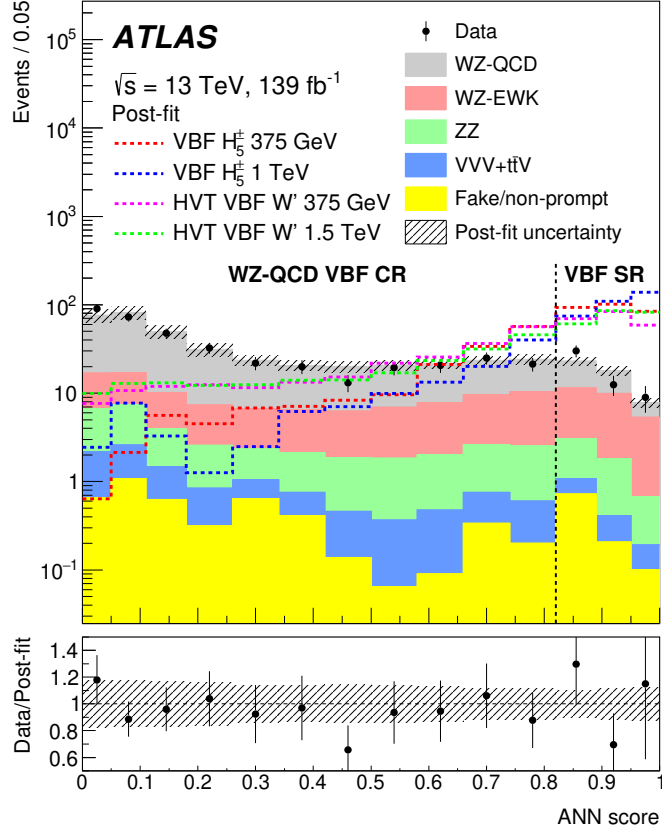 Events / 0.05
10⁵
10⁴
10³
10²
10
1
10⁻¹
ATLAS
√s = 13 TeV, 139 fb⁻¹
Post-fit
VBF H₅± 375 GeV
VBF H₅± 1 TeV
HVT VBF W' 375 GeV
HVT VBF W' 1.5 TeV
Data
WZ-QCD
WZ-EWK
ZZ
VVV+tt̄V
Fake/non-prompt
Post-fit uncertainty
WZ-QCD VBF CR
VBF SR
Data/Post-fit
1.4
1.2
1
0.8
0.6
0 0.1 0.2 0.3 0.4 0.5 0.6 0.7 0.8 0.9 1
ANN score